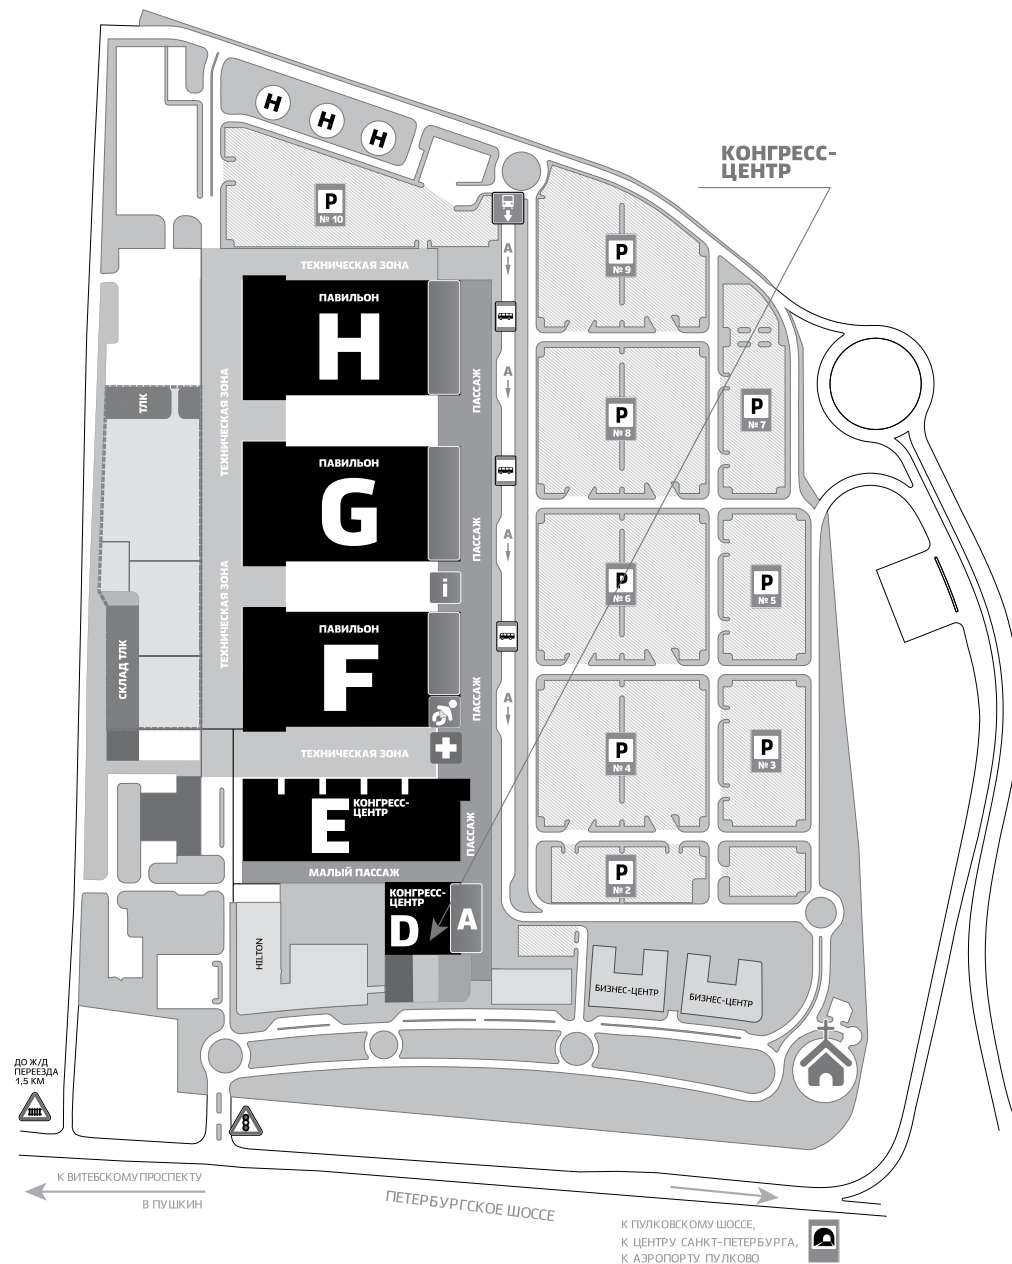 H
H
H
КОНГРЕСС-
ЦЕНТР
P
№ 10
А
P
№ 9
ТЕХНИЧЕСКАЯ ЗОНА
ПАВИЛЬОН
H
ПАССАЖ
ТЕХНИЧЕСКАЯ ЗОНА
А
P
№ 8
P
№ 7
ТЛК
ПАВИЛЬОН
G
ПАССАЖ
А
P
№ 6
P
№ 5
i
ТЕХНИЧЕСКАЯ ЗОНА
ПАВИЛЬОН
F
ПАССАЖ
А
СКЛАД ТЛК
P
№ 4
P
№ 3
ТЕХНИЧЕСКАЯ ЗОНА
E
КОНГРЕСС-
ЦЕНТР
ПАССАЖ
МАЛЫЙ ПАССАЖ
P
№ 2
КОНГРЕСС-
ЦЕНТР
D
A
HILTON
БИЗНЕС-ЦЕНТР
БИЗНЕС-ЦЕНТР
ДО Ж/Д
ПЕРЕЕЗДА
1,5 КМ
К ВИТЕБСКОМУ ПРОСПЕКТУ
В ПУШКИН
ПЕТЕРБУРГСКОЕ ШОССЕ
К ПУЛКОВСКОМУ ШОССЕ,
К ЦЕНТРУ САНКТ-ПЕТЕРБУРГА,
К АЭРОПОРТУ ПУЛКОВО